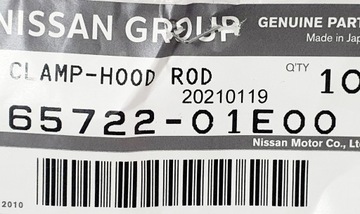 NISSAN GROUP
GENUINE PART
Made in Jap
CLAMP-HOOD ROD
Q'TY 10
20210119
65722-01E00
Nissan Motor Co., Lt
2010